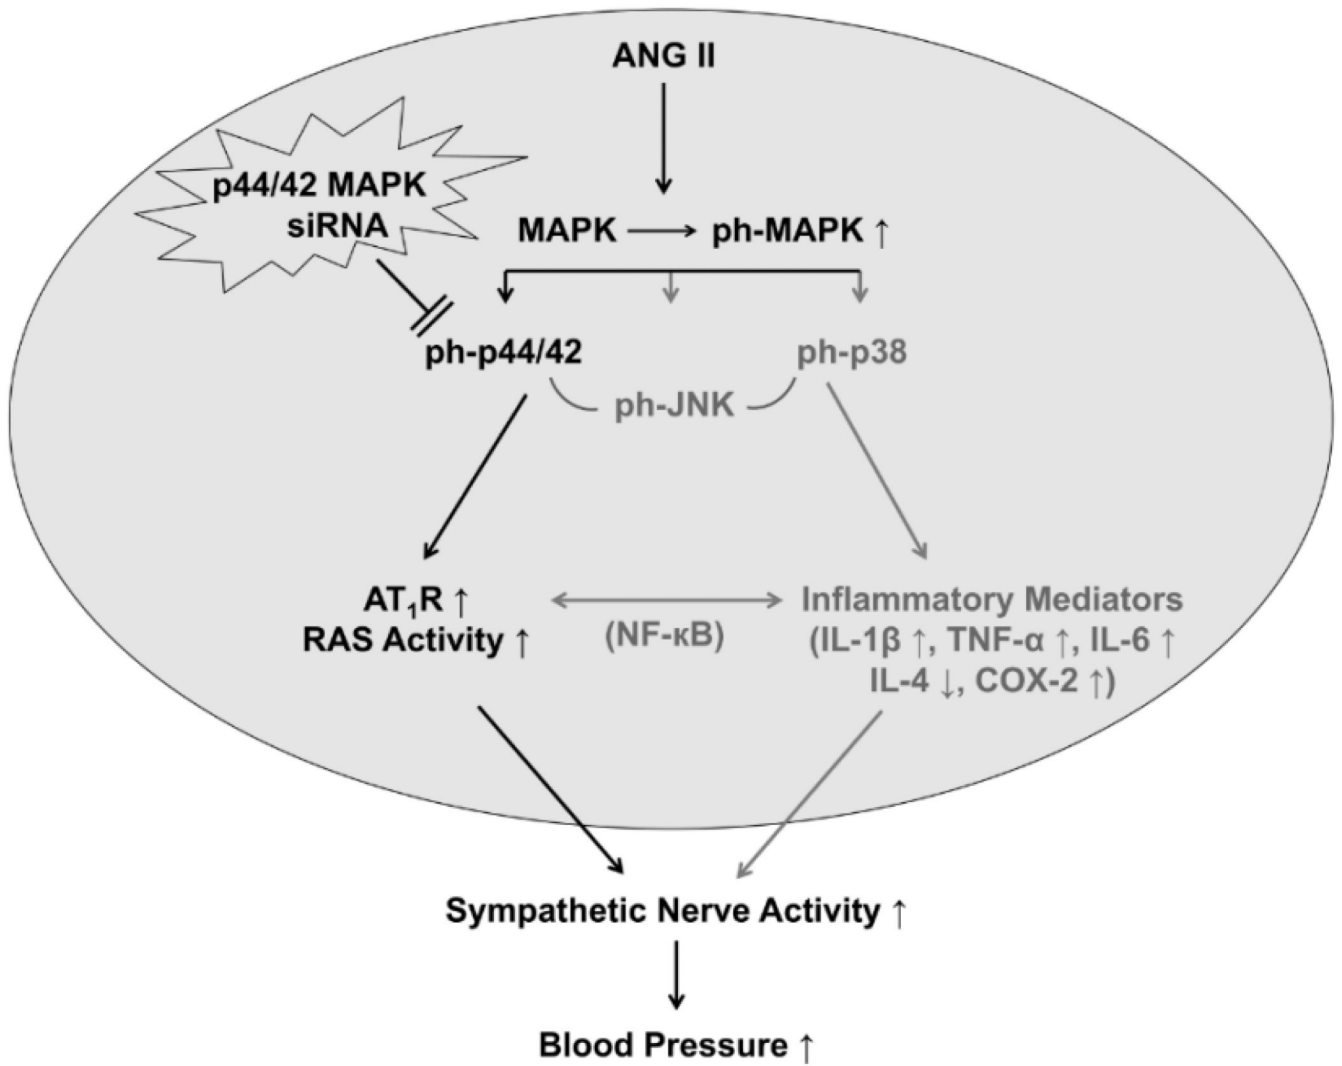 ANG II
p44/42 MAPK
siRNA
MAPK → ph-MAPK ↑
ph-p44/42
ph-p38
ph-JNK
AT₁R ↑
RAS Activity ↑
(NF-κB)
Inflammatory Mediators
(IL-1β ↑, TNF-α ↑, IL-6 ↑
IL-4 ↓, COX-2 ↑)
Sympathetic Nerve Activity ↑
Blood Pressure ↑